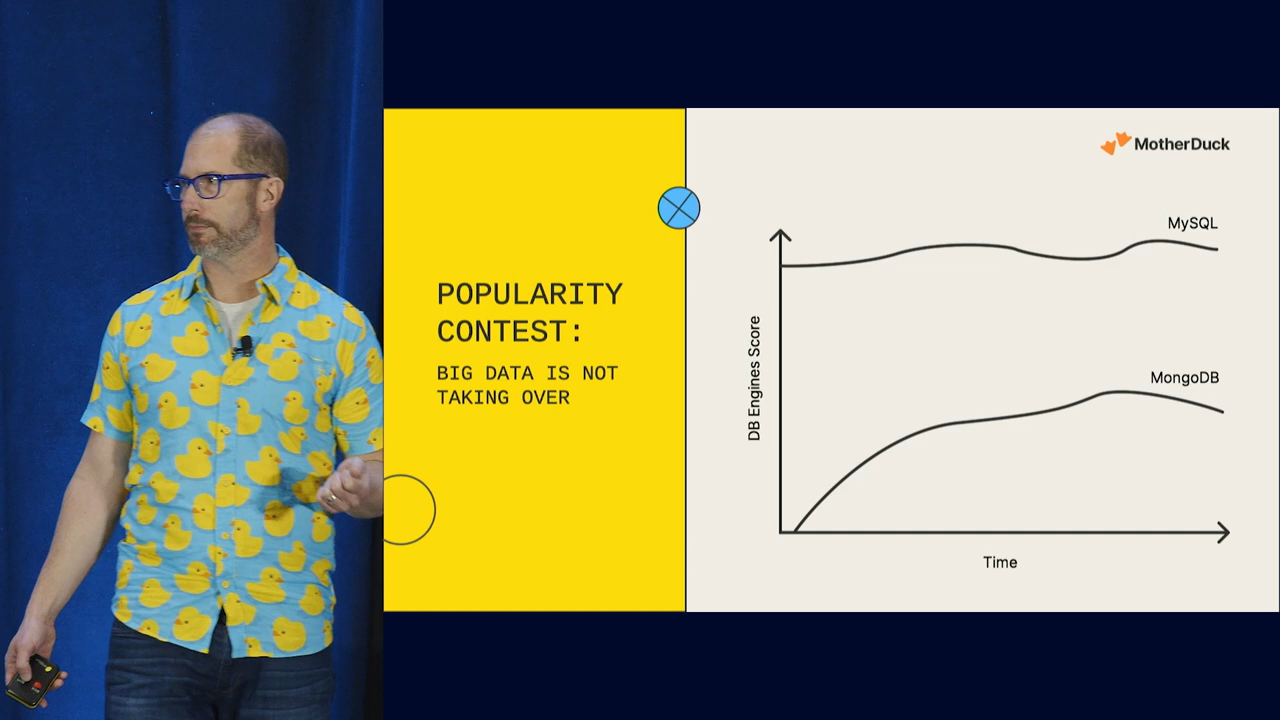 POPULARITY
CONTEST:
BIG DATA IS NOT
TAKING OVER
MotherDuck
MySQL
MongoDB
DB Engines Score
Time